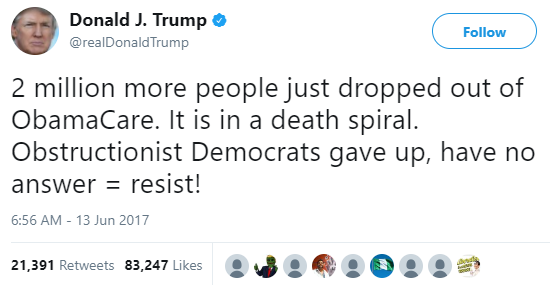 Donald J. Trump
@realDonaldTrump
Follow
2 million more people just dropped out of
ObamaCare. It is in a death spiral.
Obstructionist Democrats gave up, have no
answer = resist!
6:56 AM - 13 Jun 2017
21,391 Retweets 83,247 Likes